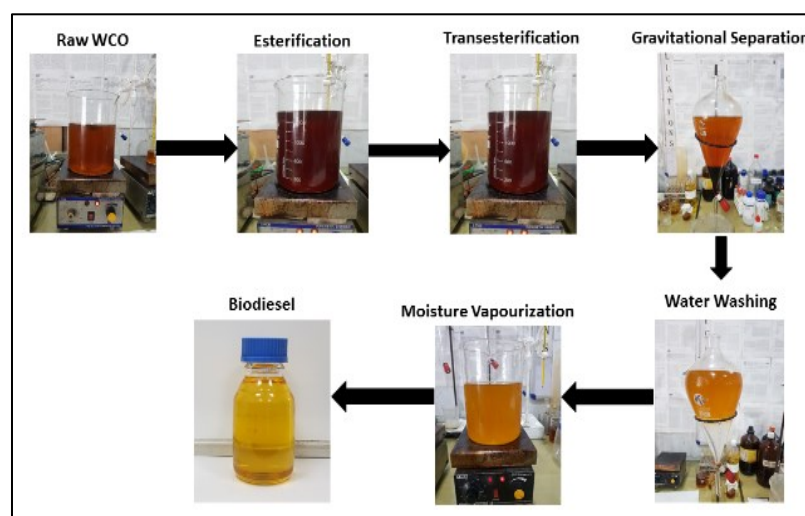 Raw WCO
Esterification
Transesterification
Gravitational Separation
Water Washing
Moisture Vapourization
Biodiesel